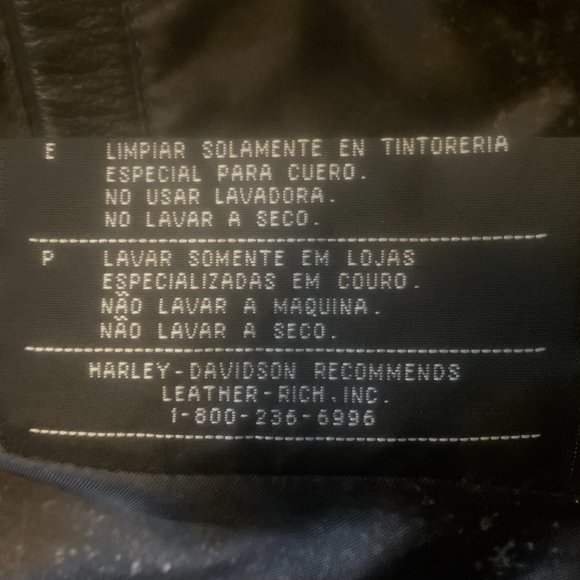 E LIMPIAR SOLAMENTE EN TINTORERIA
ESPECIAL PARA CUERO.
NO USAR LAVADORA.
NO LAVAR A SECO.
P LAVAR SOMENTE EM LOJAS
ESPECIALIZADAS EM COURO.
NÃO LAVAR A MAQUINA.
NÃO LAVAR A SECO.
HARLEY-DAVIDSON RECOMMENDS
LEATHER-RICH, INC.
1-800-236-6996